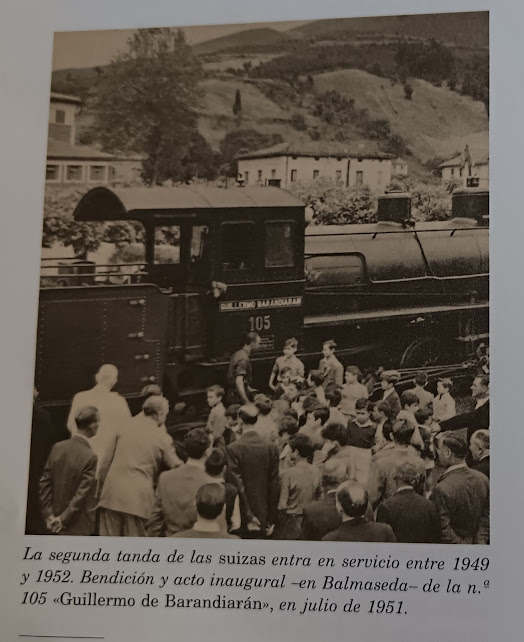 GUILLERMO BARANDIARAN
105
La segunda tanda de las suizas entra en servicio entre 1949
y 1952. Bendición y acto inaugural –en Balmaseda– de la n.ª
105 «Guillermo de Barandiarán», en julio de 1951.